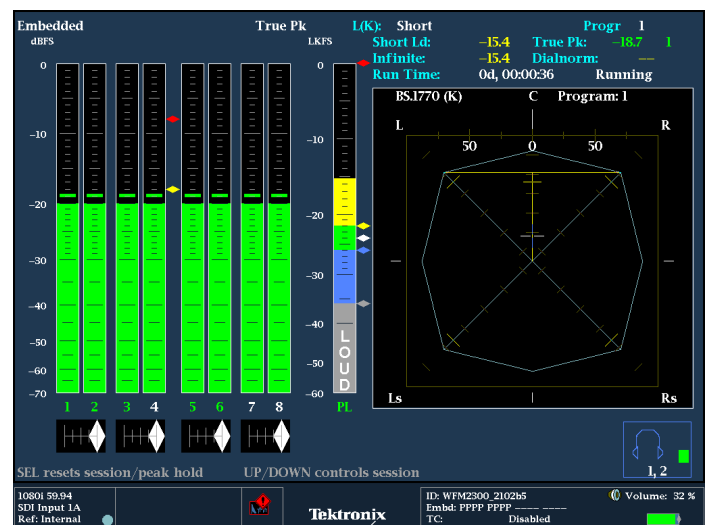 Embedded True Pk L(K): Short Progr 1
dBFS LKFS Short Ld: −15.4 True Pk: −18.7 1
Infinite: −15.4 Dialnorm: −−
Run Time: 0d, 00:00:36 Running
0 0
BS.1770 (K) C Program: 1
L R
50 0 50
−10 −10
−20 −20
−30 −30
−40 −40
−50 −50
−60 −60
−70
LOUD
Ls Rs
1 2 3 4 5 6 7 8 PL
SEL resets session/peak hold UP/DOWN controls session
1, 2
1080i 59.94
SDI Input 1A
Ref: Internal
Tektronix
ID: WFM2300_2102b5 Volume: 32 %
Embd: PPPP PPPP ---- ----
TC: Disabled